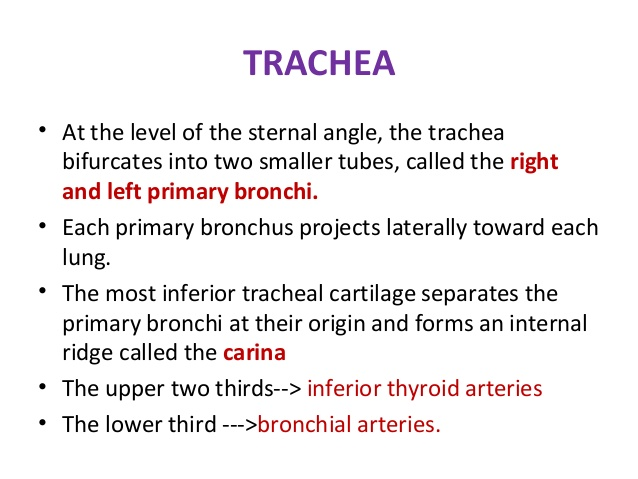 TRACHEA
• At the level of the sternal angle, the trachea
bifurcates into two smaller tubes, called the right
and left primary bronchi.
• Each primary bronchus projects laterally toward each
lung.
• The most inferior tracheal cartilage separates the
primary bronchi at their origin and forms an internal
ridge called the carina
• The upper two thirds--> inferior thyroid arteries
• The lower third --->bronchial arteries.